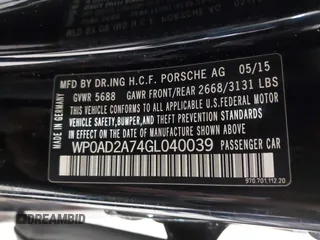 MFD BY DR.ING H.C.F. PORSCHE AG 05/15
GVWR 5688 GAWR FRONT/REAR 2668/3131 LBS
THIS VEHICLE CONFORMS TO ALL APPLICABLE U.S.FEDERAL
MOTOR VEHICLE SAFETY, BUMPER, AND
THEFT PREVENTION STANDARDS IN EFFECT ON
THE DATE OF MANUFACTURE SHOWN ABOVE.
WP0AD2A74GL040039 PASSENGER CAR
MADE IN GERMANY
970.701.112.20
DREAMBID